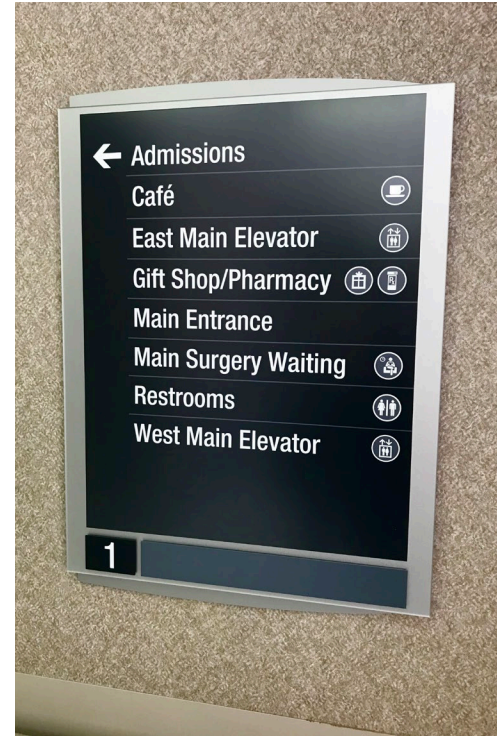 ← Admissions
Café
East Main Elevator
Gift Shop/Pharmacy
Main Entrance
Main Surgery Waiting
Restrooms
West Main Elevator
1